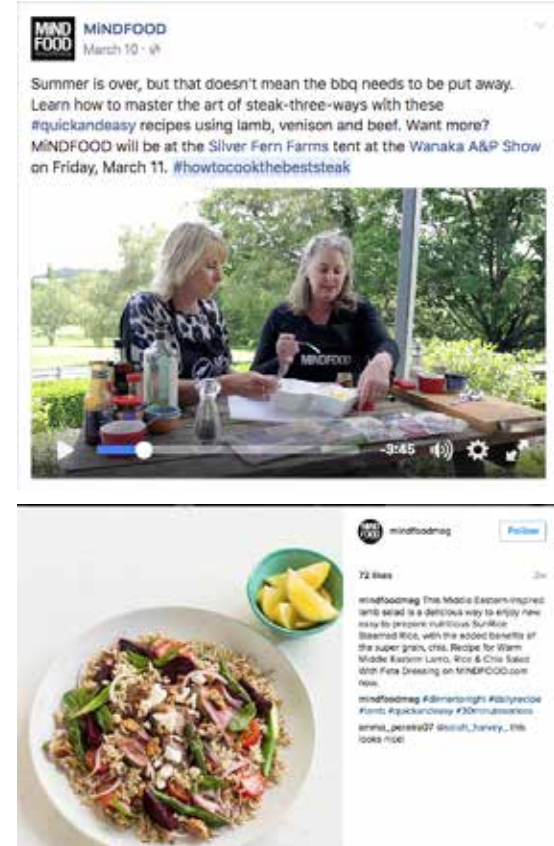 MiND
FOOD
MiNDFOOD
March 10
Summer is over, but that doesn't mean the bbq needs to be put away.
Learn how to master the art of steak-three-ways with these
#quickandeasy recipes using lamb, venison and beef. Want more?
MiNDFOOD will be at the Silver Fern Farms tent at the Wanaka A&P Show
on Friday, March 11. #howtocookthebeststeak
MiNDFOOD
-3:45
MiND
FOOD
mindfoodmag
Follow
72 likes
2w
mindfoodmag This Middle Eastern-inspired
lamb salad is a delicious way to enjoy new
easy to prepare nutritious SunRice
Steamed Rice, with the added benefits of
the super grain, chia. Recipe for Warm
Middle Eastern Lamb, Rice & Chia Salad
With Feta Dressing on MiNDFOOD.com
now.
mindfoodmag #dinnertonight #dailyrecipe
#lamb #quickandeasy
this
looks nice!